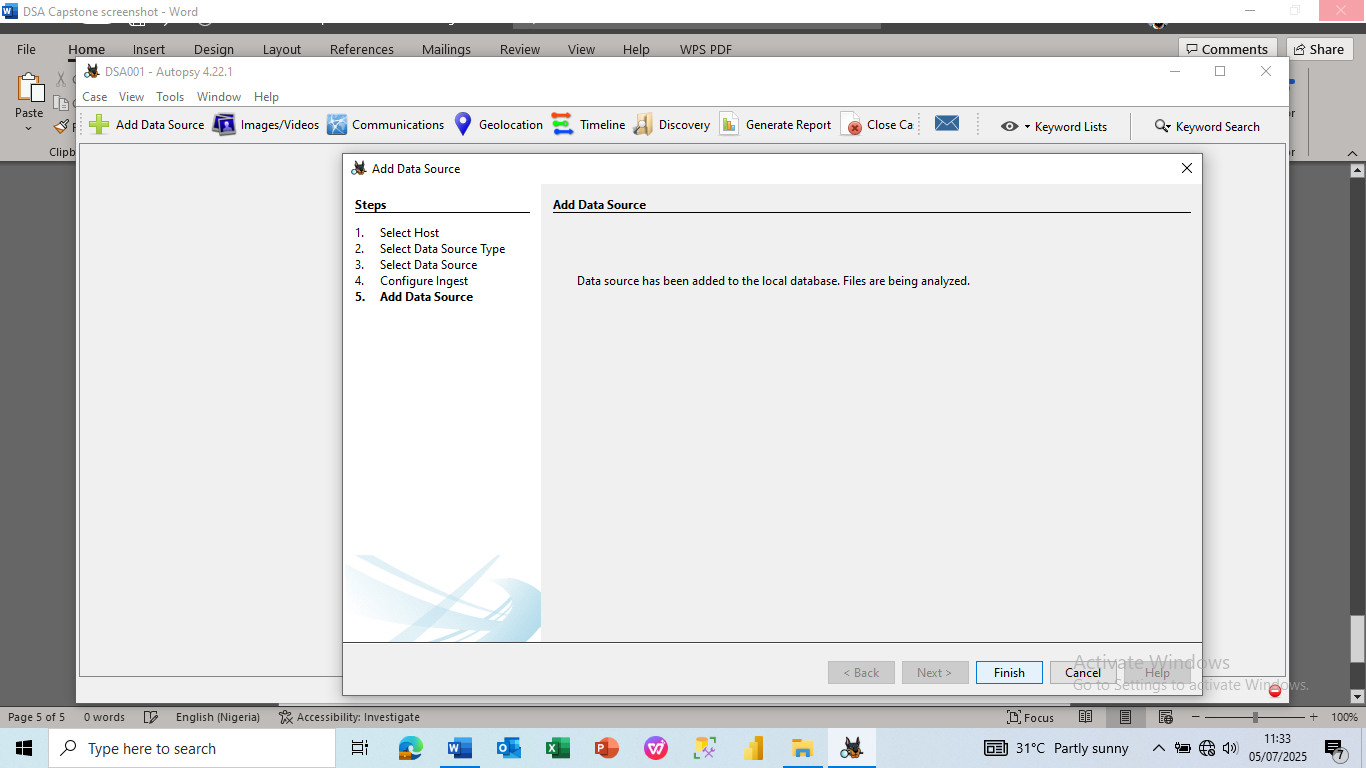 DSA Capstone screenshot - Word
File Home Insert Design Layout References Mailings Review View Help WPS PDF Comments Share
Paste
Clipb
DSA001 - Autopsy 4.22.1
Case View Tools Window Help
Add Data Source Images/Videos Communications Geolocation Timeline Discovery Generate Report Close Ca Keyword Lists Keyword Search
Add Data Source
Steps
1. Select Host
2. Select Data Source Type
3. Select Data Source
4. Configure Ingest
5. Add Data Source
Add Data Source
Data source has been added to the local database. Files are being analyzed.
< Back Next > Finish Cancel Help
Activate Windows
Go to Settings to activate Windows.
Page 5 of 5 0 words English (Nigeria) Accessibility: Investigate Focus 100%
Type here to search 31°C Partly sunny 11:33
05/07/2025 7